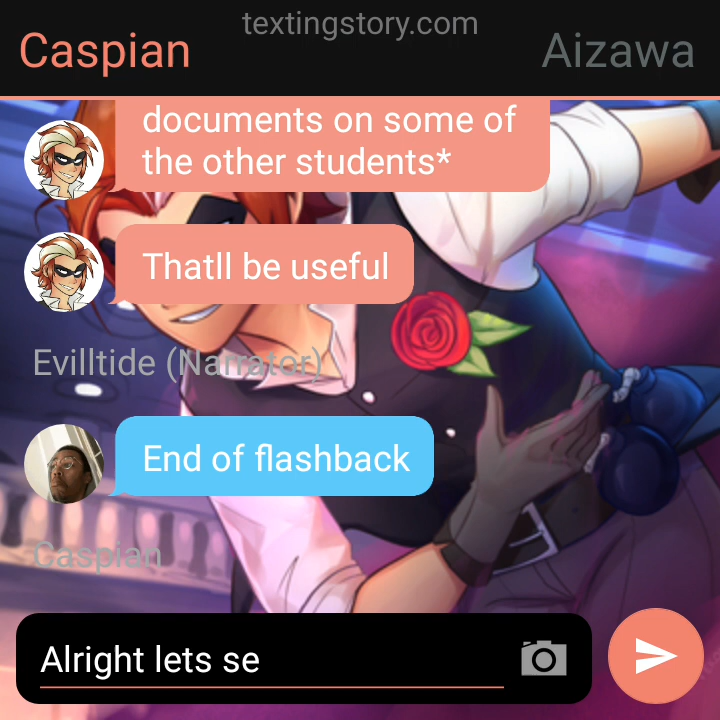 textingstory.com
Caspian
Aizawa
documents on some of
the other students*
Thatll be useful
Evilltide (Narrator)
End of flashback
Caspian
Alright lets se